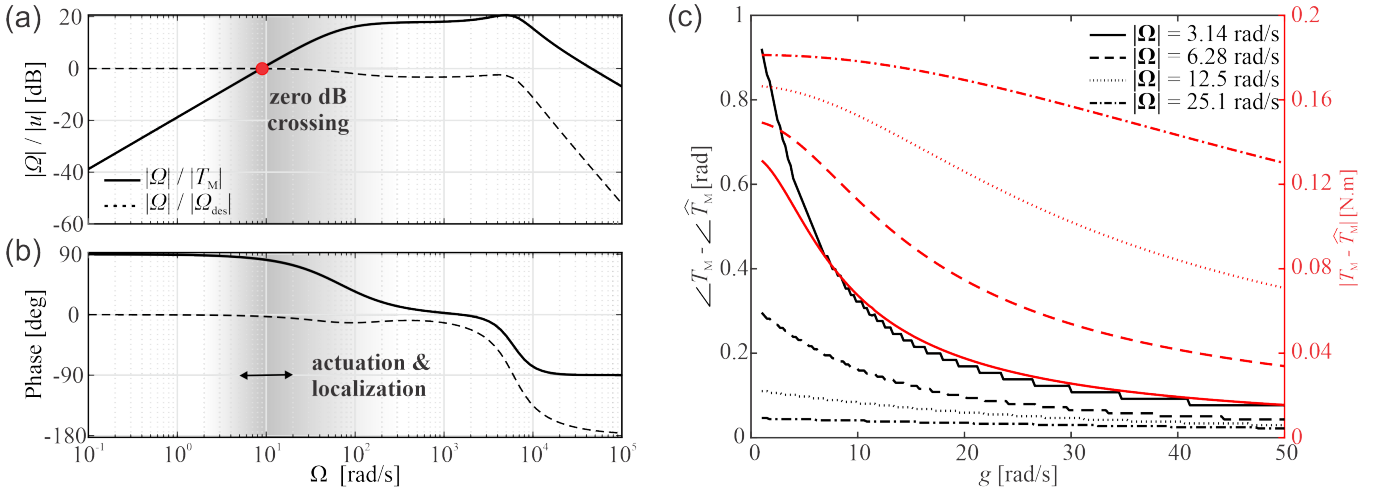 (a)
20
0
20
40
-60
|Ω| / |u| [dB]
zero dB
crossing
|Ω| / |T_M|
|Ω| / |Ω_des|
(b)
90
0
-90
-180
Phase [deg]
actuation &
localization
10^-1 10^0 10^1 10^2 10^3 10^4 10^5
Ω [rad/s]
(c)
1
0.8
0.6
0.4
0.2
0
∠T_M - ∠T̂_M [rad]
|Ω| = 3.14 rad/s
|Ω| = 6.28 rad/s
|Ω| = 12.5 rad/s
|Ω| = 25.1 rad/s
0.2
0.16
0.12
0.08
0.04
0
|T_M - T̂_M| [N.m]
0 10 20 30 40 50
g [rad/s]